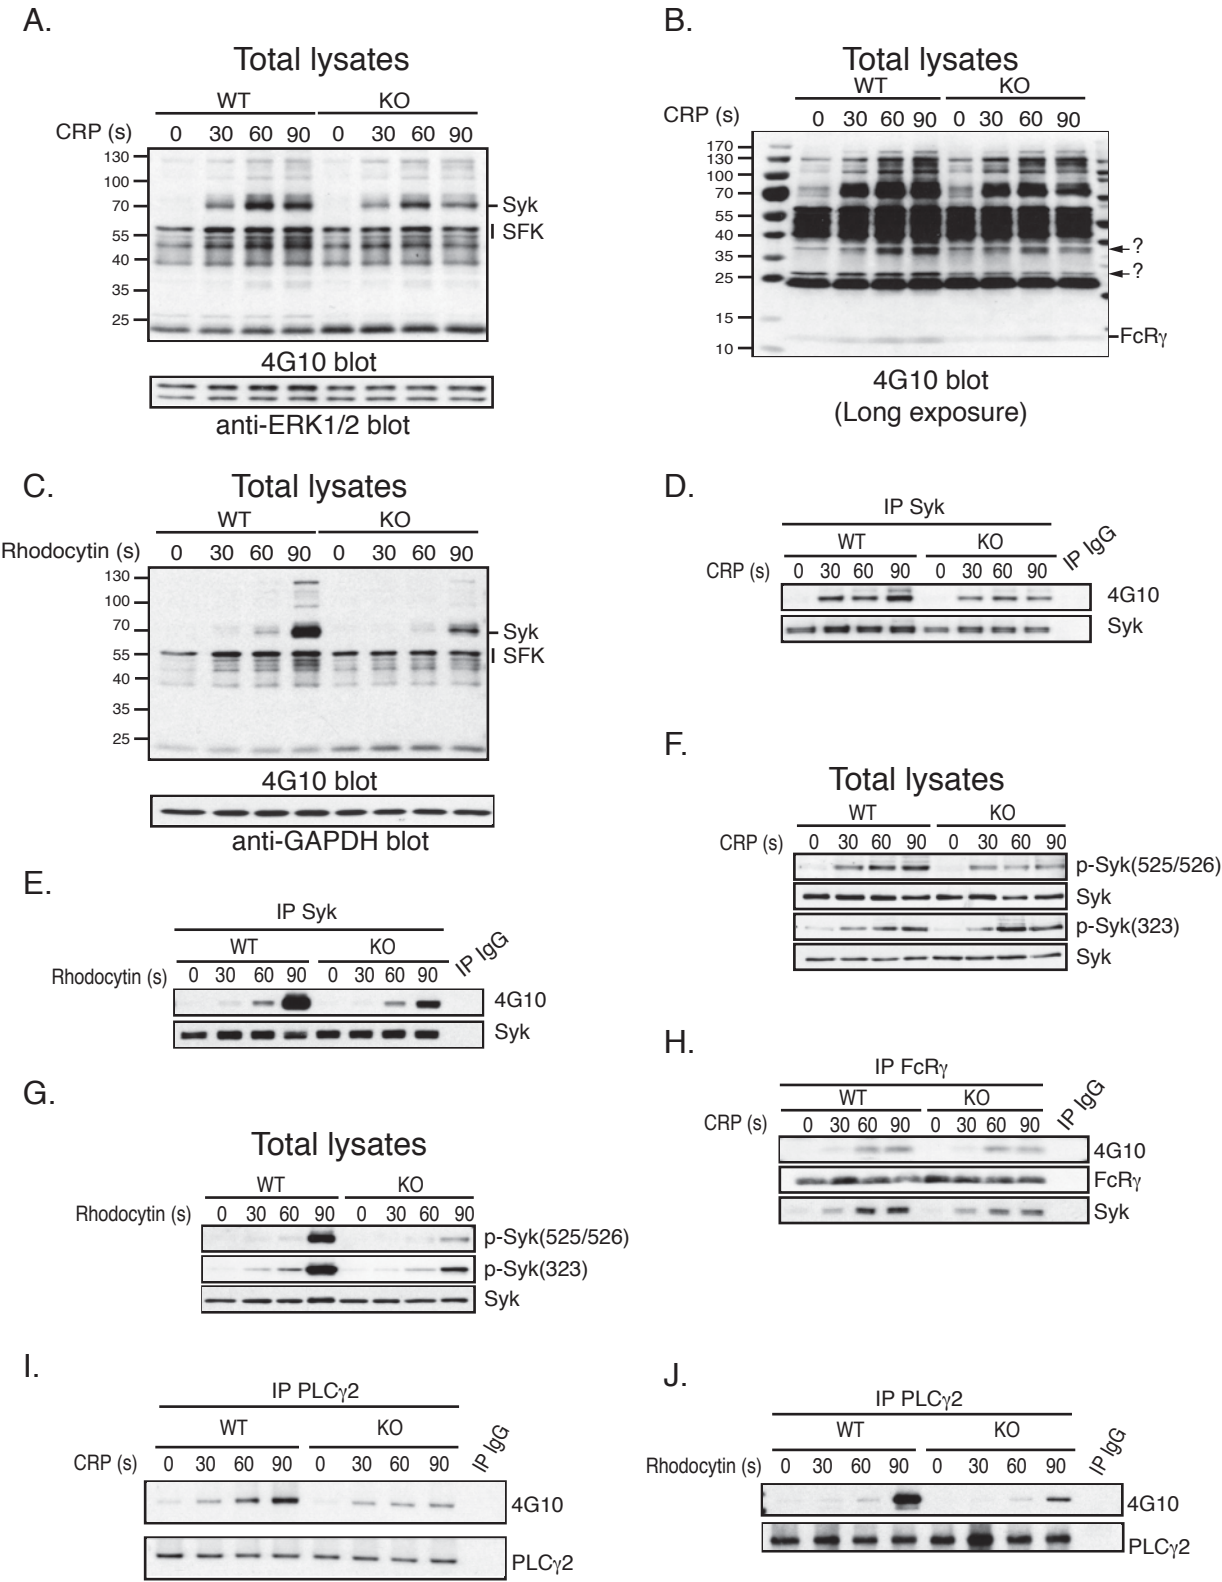 A.
Total lysates
WT KO
CRP (s) 0 30 60 90 0 30 60 90
130
100
70
55
40
35
25
Syk
SFK
4G10 blot
anti-ERK1/2 blot
B.
Total lysates
WT KO
CRP (s) 0 30 60 90 0 30 60 90
170
130
100
70
55
40
35
25
15
10
?
?
FcRγ
4G10 blot
(Long exposure)
C.
Total lysates
WT KO
Rhodocytin (s) 0 30 60 90 0 30 60 90
130
100
70
55
40
35
25
Syk
SFK
4G10 blot
anti-GAPDH blot
D.
IP Syk
WT KO IP IgG
CRP (s) 0 30 60 90 0 30 60 90
4G10
Syk
E.
IP Syk
WT KO IP IgG
Rhodocytin (s) 0 30 60 90 0 30 60 90
4G10
Syk
F.
Total lysates
WT KO
CRP (s) 0 30 60 90 0 30 60 90
p-Syk(525/526)
Syk
p-Syk(323)
Syk
G.
Total lysates
WT KO
Rhodocytin (s) 0 30 60 90 0 30 60 90
p-Syk(525/526)
p-Syk(323)
Syk
H.
IP FcRγ
WT KO IP IgG
CRP (s) 0 30 60 90 0 30 60 90
4G10
FcRγ
Syk
I.
IP PLCγ2
WT KO IP IgG
CRP (s) 0 30 60 90 0 30 60 90
4G10
PLCγ2
J.
IP PLCγ2
WT KO IP IgG
Rhodocytin (s) 0 30 60 90 0 30 60 90
4G10
PLCγ2